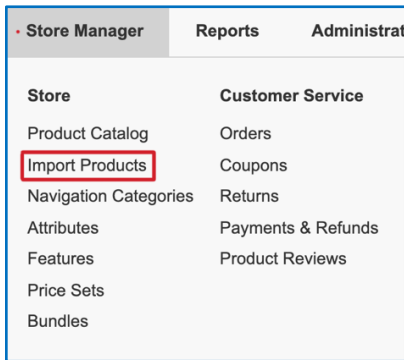 Store Manager
Reports
Administrat
Store
Product Catalog
Import Products
Navigation Categories
Attributes
Features
Price Sets
Bundles
Customer Service
Orders
Coupons
Returns
Payments & Refunds
Product Reviews